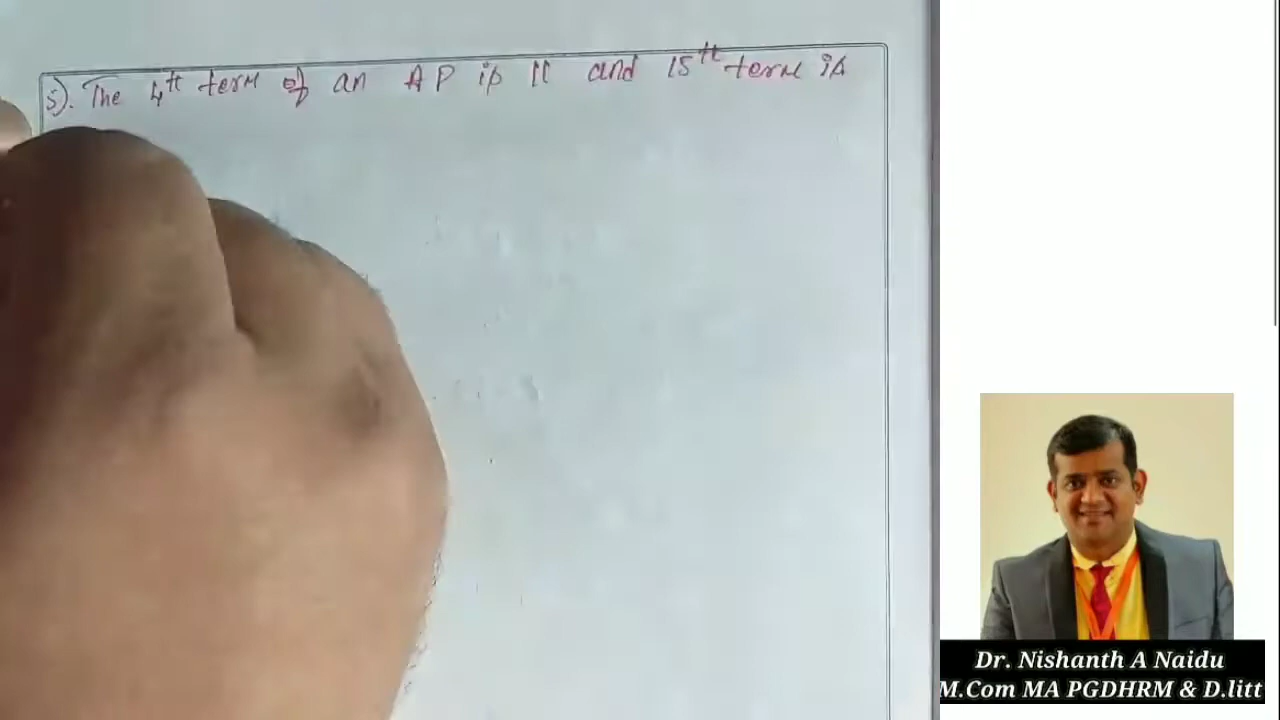 5). The 4th term of an AP is 11 and 15th term is
Dr. Nishanth A Naidu
M.Com MA PGDHRM & D.litt